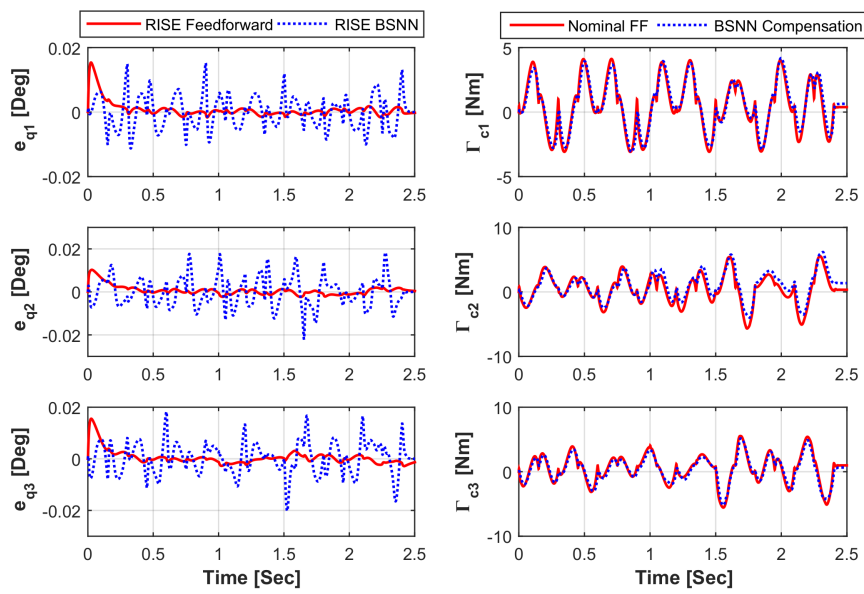 RISE Feedforward RISE BSNN
Nominal FF BSNN Compensation
0.02
0
-0.02
e_q1 [Deg]
0 0.5 1 1.5 2 2.5
5
0
-5
Γ_c1 [Nm]
0 0.5 1 1.5 2 2.5
0.02
0
-0.02
e_q2 [Deg]
0 0.5 1 1.5 2 2.5
10
0
-10
Γ_c2 [Nm]
0 0.5 1 1.5 2 2.5
0.02
0
-0.02
e_q3 [Deg]
0 0.5 1 1.5 2 2.5
Time [Sec]
10
0
-10
Γ_c3 [Nm]
0 0.5 1 1.5 2 2.5
Time [Sec]